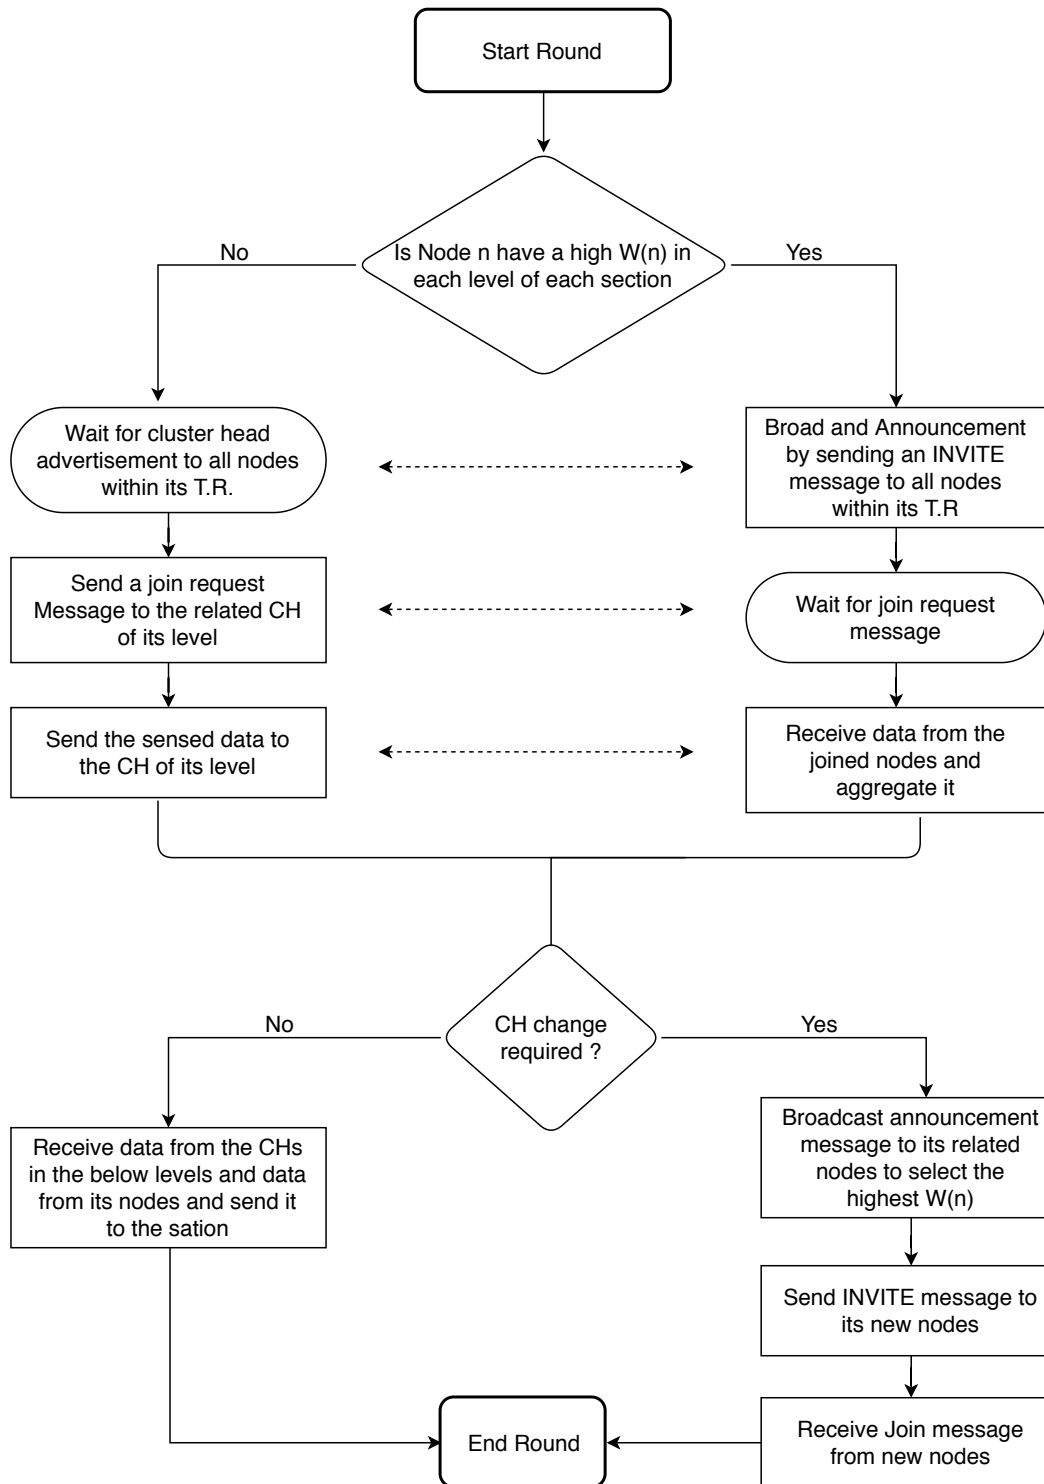 Start Round
Is Node n have a high W(n) in
each level of each section
No
Yes
Wait for cluster head
advertisement to all nodes
within its T.R.
Broad and Announcement
by sending an INVITE
message to all nodes
within its T.R
Send a join request
Message to the related CH
of its level
Wait for join request
message
Send the sensed data to
the CH of its level
Receive data from the
joined nodes and
aggregate it
CH change
required ?
No
Yes
Receive data from the CHs
in the below levels and data
from its nodes and send it
to the sation
Broadcast announcement
message to its related
nodes to select the
highest W(n)
Send INVITE message to
its new nodes
Receive Join message
from new nodes
End Round